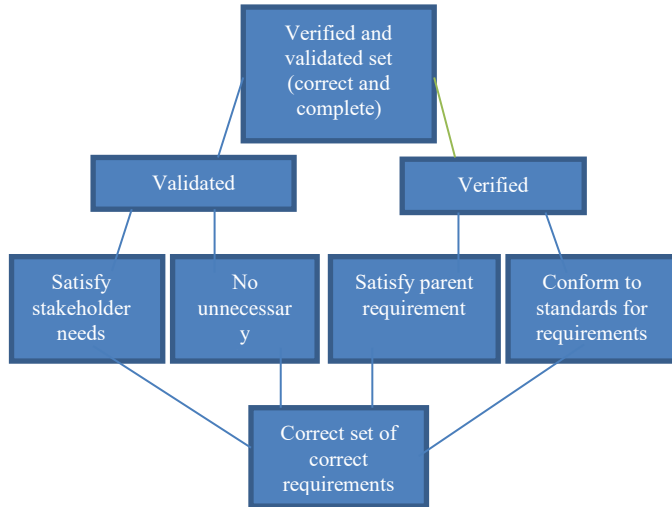 Verified and
validated set
(correct and
complete)
Validated
Verified
Satisfy
stakeholder
needs
No
unnecessar
y
Satisfy parent
requirement
Conform to
standards for
requirements
Correct set of
correct
requirements